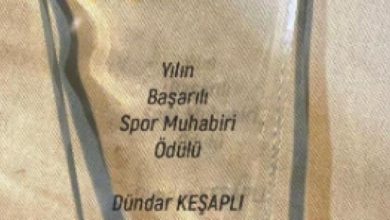 Yılın
Başarılı
Spor Muhabiri
Ödülü
Dündar KEŞAPLI